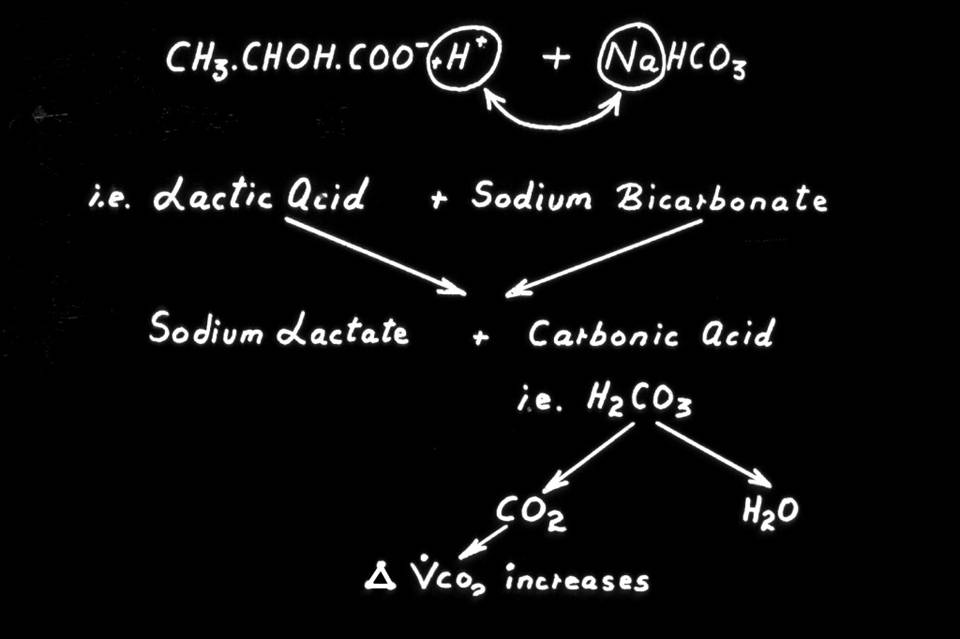 CH₃.CHOH.COO⁻ + H⁺ + NaHCO₃
i.e. Lactic Acid + Sodium Bicarbonate
Sodium Lactate + Carbonic Acid
i.e. H₂CO₃
CO₂ H₂O
Δ V̇co₂ increases